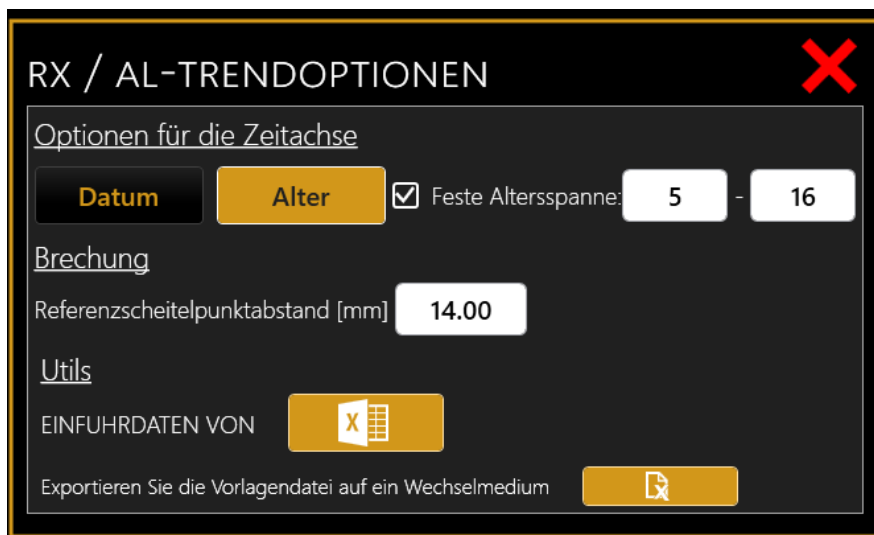 RX / AL-TRENDOPTIONEN
Optionen für die Zeitachse
Datum Alter Feste Altersspanne: 5 - 16
Brechung
Referenzscheitelpunktabstand [mm] 14.00
Utils
EINFUHRDATEN VON X
Exportieren Sie die Vorlagendatei auf ein Wechselmedium